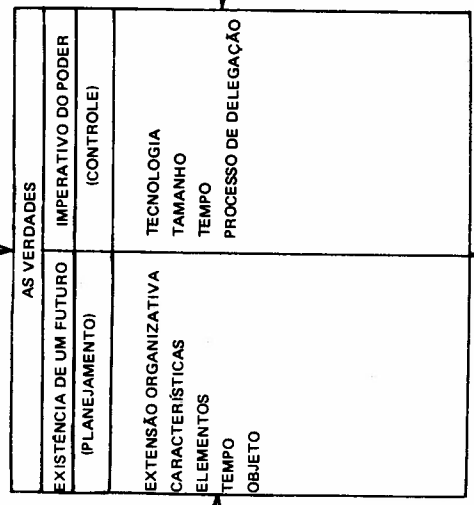 AS VERDADES
EXISTÊNCIA DE UM FUTURO
(PLANEJAMENTO)
EXTENSÃO ORGANIZATIVA
CARACTERÍSTICAS
ELEMENTOS
TEMPO
OBJETO
IMPERATIVO DO PODER
(CONTROLE)
TECNOLOGIA
TAMANHO
TEMPO
PROCESSO DE DELEGAÇÃO